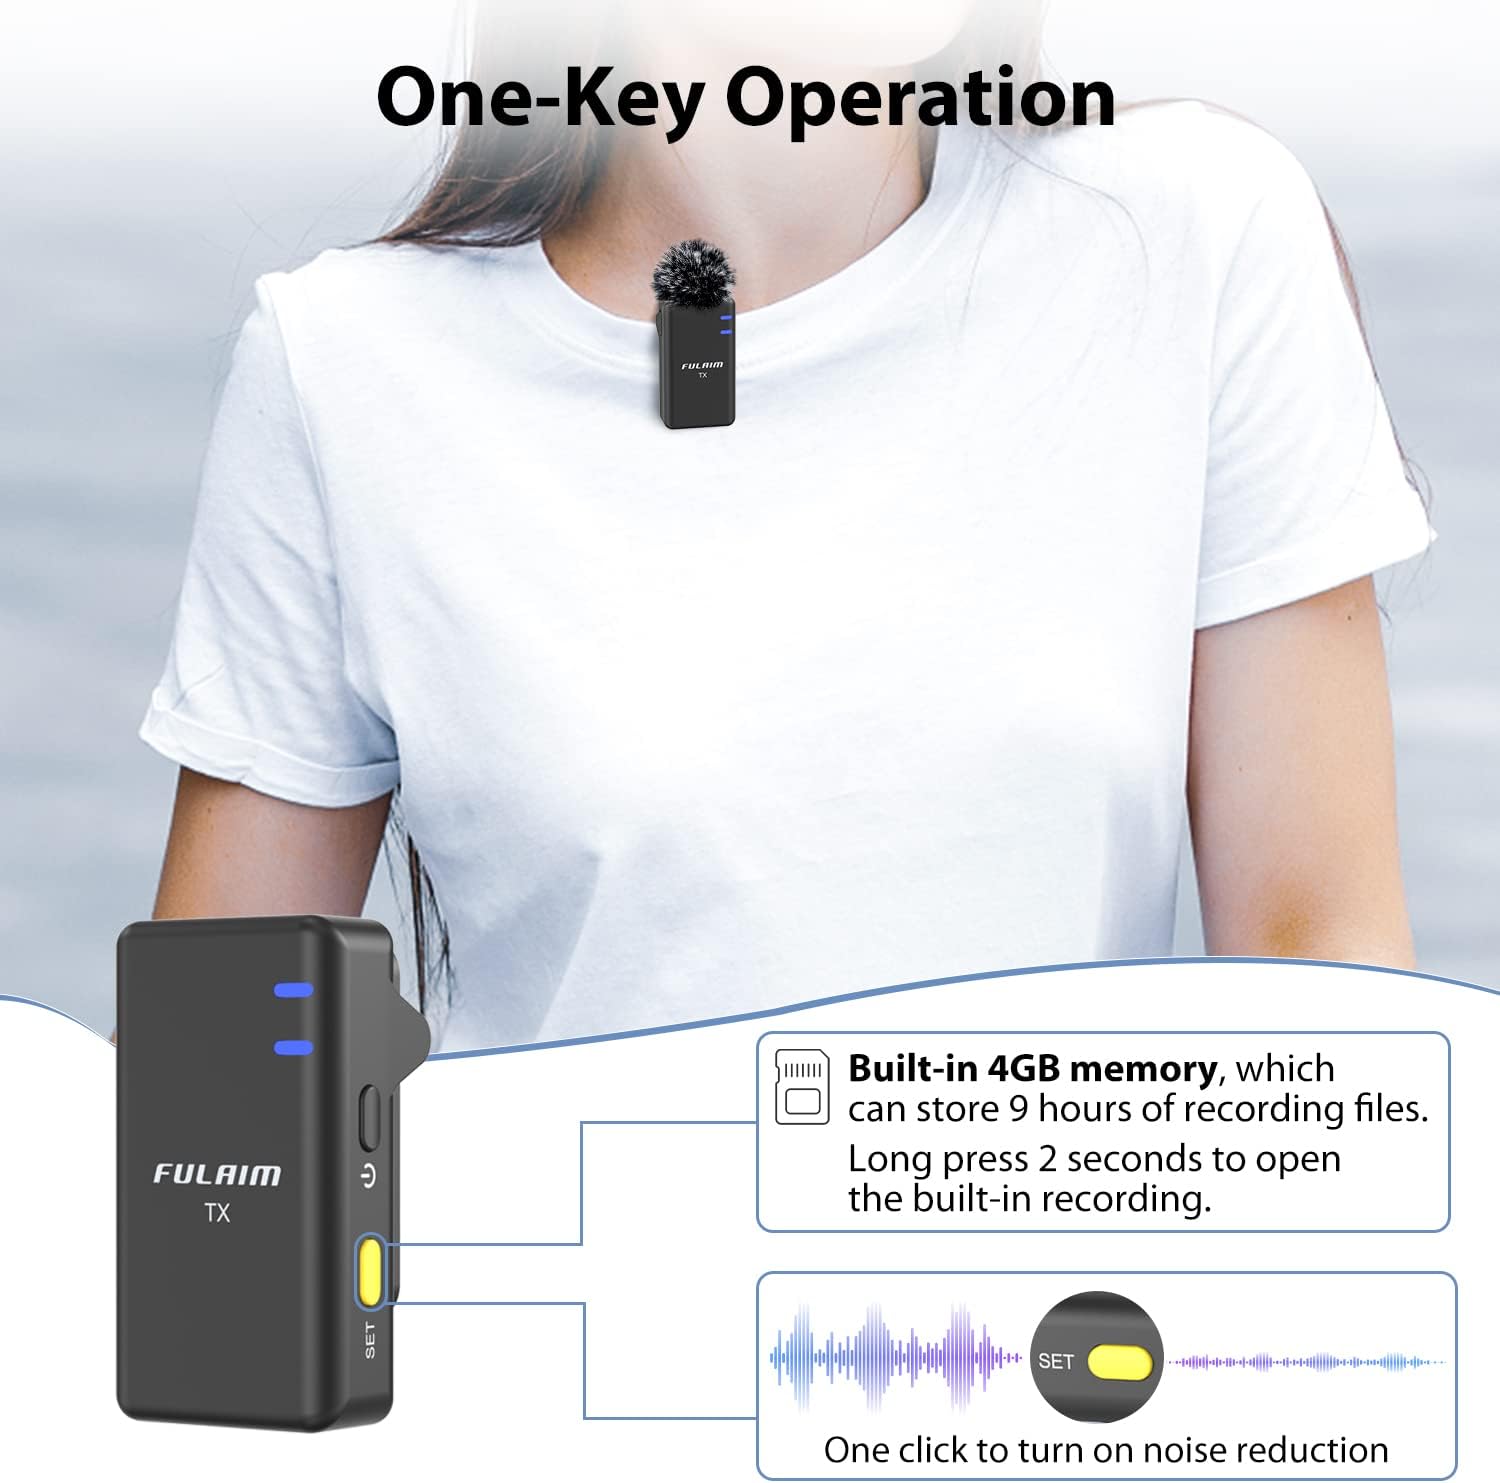 One-Key Operation
FULAIM
TX
Built-in 4GB memory, which
can store 9 hours of recording files.
Long press 2 seconds to open
the built-in recording.
FULAIM
TX
SET
SET
One click to turn on noise reduction